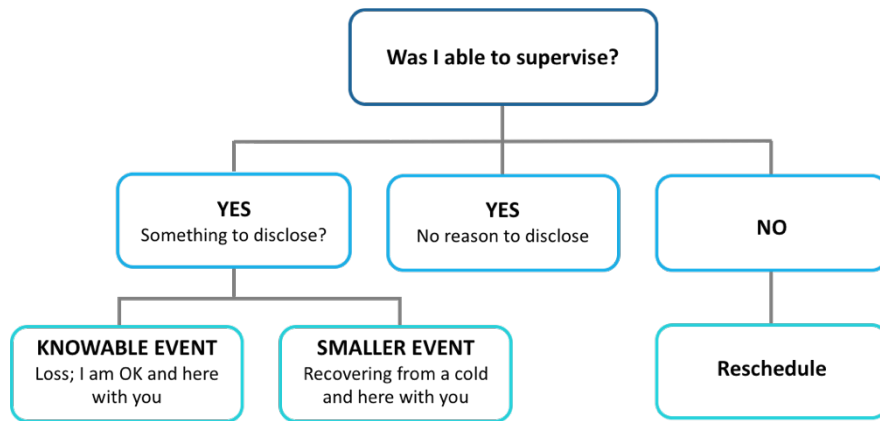 Was I able to supervise?
YES
Something to disclose?
YES
No reason to disclose
NO
KNOWABLE EVENT
Loss; I am OK and here
with you
SMALLER EVENT
Recovering from a cold
and here with you
Reschedule